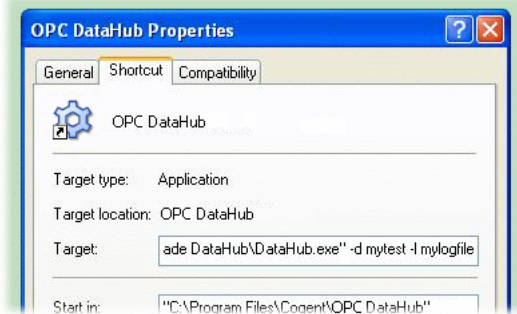 OPC DataHub Properties
General Shortcut Compatibility
OPC DataHub
Target type: Application
Target location: OPC DataHub
Target: ade DataHub\DataHub.exe" -d mytest -l mylogfile
Start in: "C:\Program Files\Cogent\OPC DataHub"